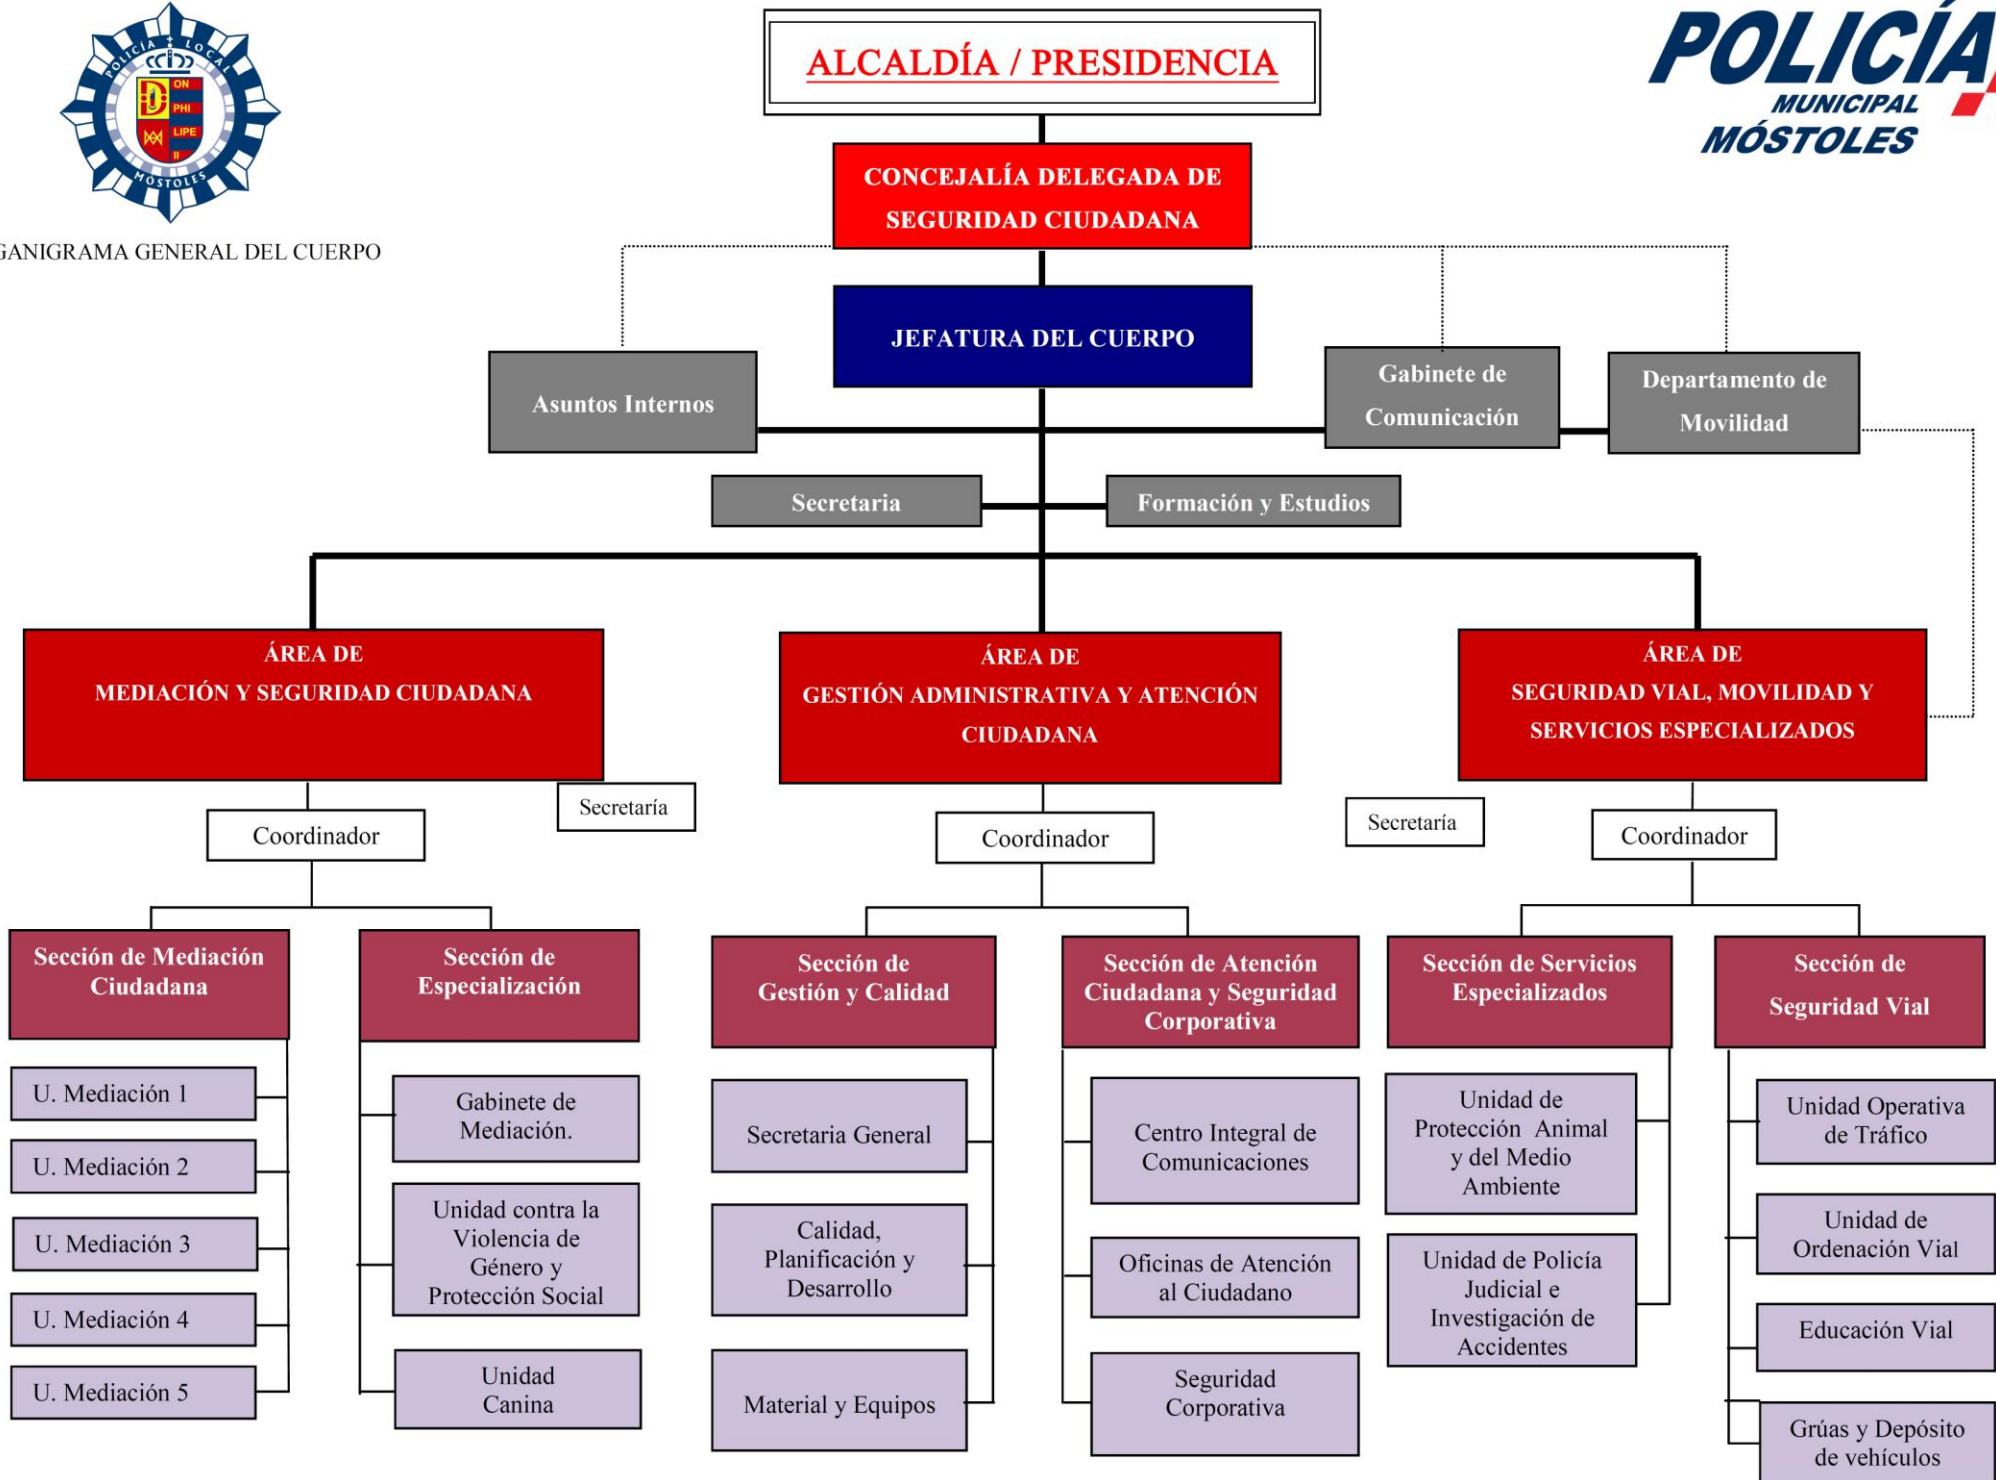 POLICÍA LOCAL
ON
PHI
LIPE
II
MÓSTOLES
POLICÍA
MUNICIPAL
MÓSTOLES
GANIGRAMA GENERAL DEL CUERPO
ALCALDÍA / PRESIDENCIA
CONCEJALÍA DELEGADA DE
SEGURIDAD CIUDADANA
JEFATURA DEL CUERPO
Asuntos Internos
Gabinete de
Comunicación
Departamento de
Movilidad
Secretaria
Formación y Estudios
ÁREA DE
MEDIACIÓN Y SEGURIDAD CIUDADANA
ÁREA DE
GESTIÓN ADMINISTRATIVA Y ATENCIÓN
CIUDADANA
ÁREA DE
SEGURIDAD VIAL, MOVILIDAD Y
SERVICIOS ESPECIALIZADOS
Coordinador
Secretaría
Coordinador
Secretaría
Coordinador
Sección de Mediación
Ciudadana
Sección de
Especialización
Sección de
Gestión y Calidad
Sección de Atención
Ciudadana y Seguridad
Corporativa
Sección de Servicios
Especializados
Sección de
Seguridad Vial
U. Mediación 1
U. Mediación 2
U. Mediación 3
U. Mediación 4
U. Mediación 5
Gabinete de
Mediación.
Unidad contra la
Violencia de
Género y
Protección Social
Unidad
Canina
Secretaria General
Calidad,
Planificación y
Desarrollo
Material y Equipos
Centro Integral de
Comunicaciones
Oficinas de Atención
al Ciudadano
Seguridad
Corporativa
Unidad de
Protección Animal
y del Medio
Ambiente
Unidad de Policía
Judicial e
Investigación de
Accidentes
Unidad Operativa
de Tráfico
Unidad de
Ordenación Vial
Educación Vial
Grúas y Depósito
de vehículos